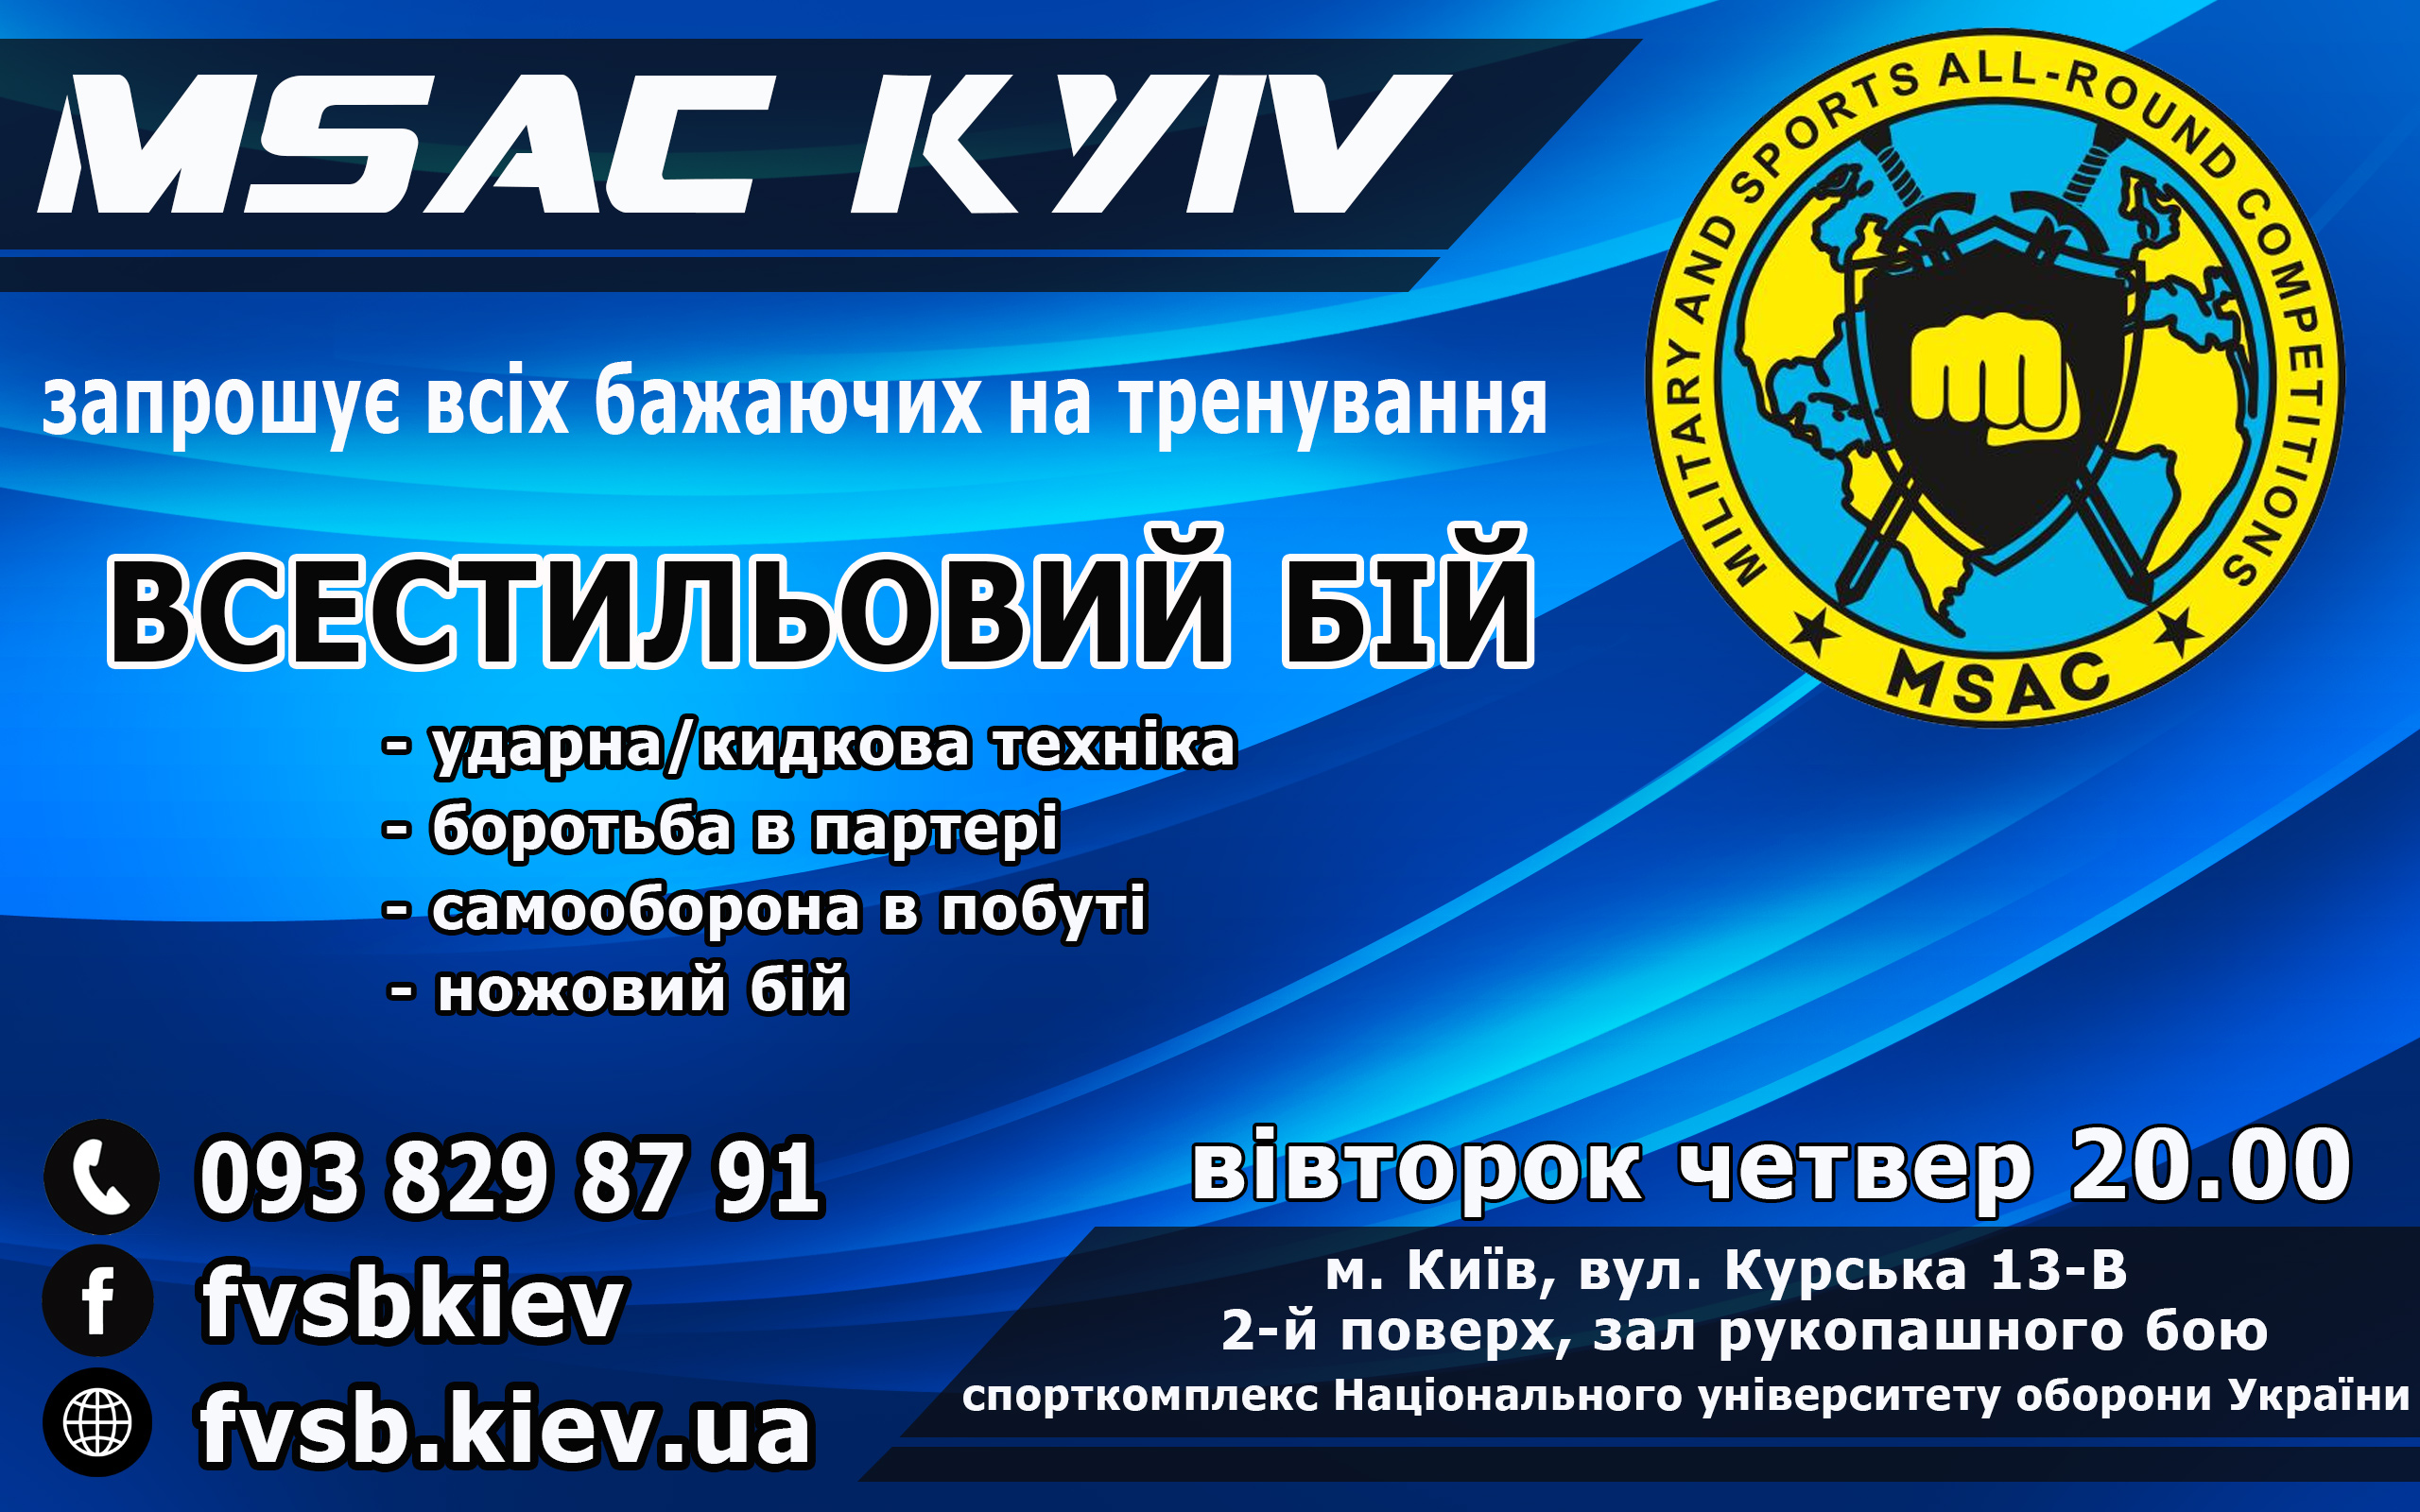 MSAC KYIV
MILITARY AND SPORTS ALL-ROUND COMPETITIONS
★ MSAC ★
запрошує всіх бажаючих на тренування
ВСЕСТИЛЬОВИЙ БІЙ
- ударна/кидкова техніка
- боротьба в партері
- самооборона в побуті
- ножовий бій
093 829 87 91
fvsbkiev
fvsb.kiev.ua
вівторок четвер 20.00
м. Київ, вул. Курська 13-В
2-й поверх, зал рукопашного бою
спорткомплекс Національного університету оборони України